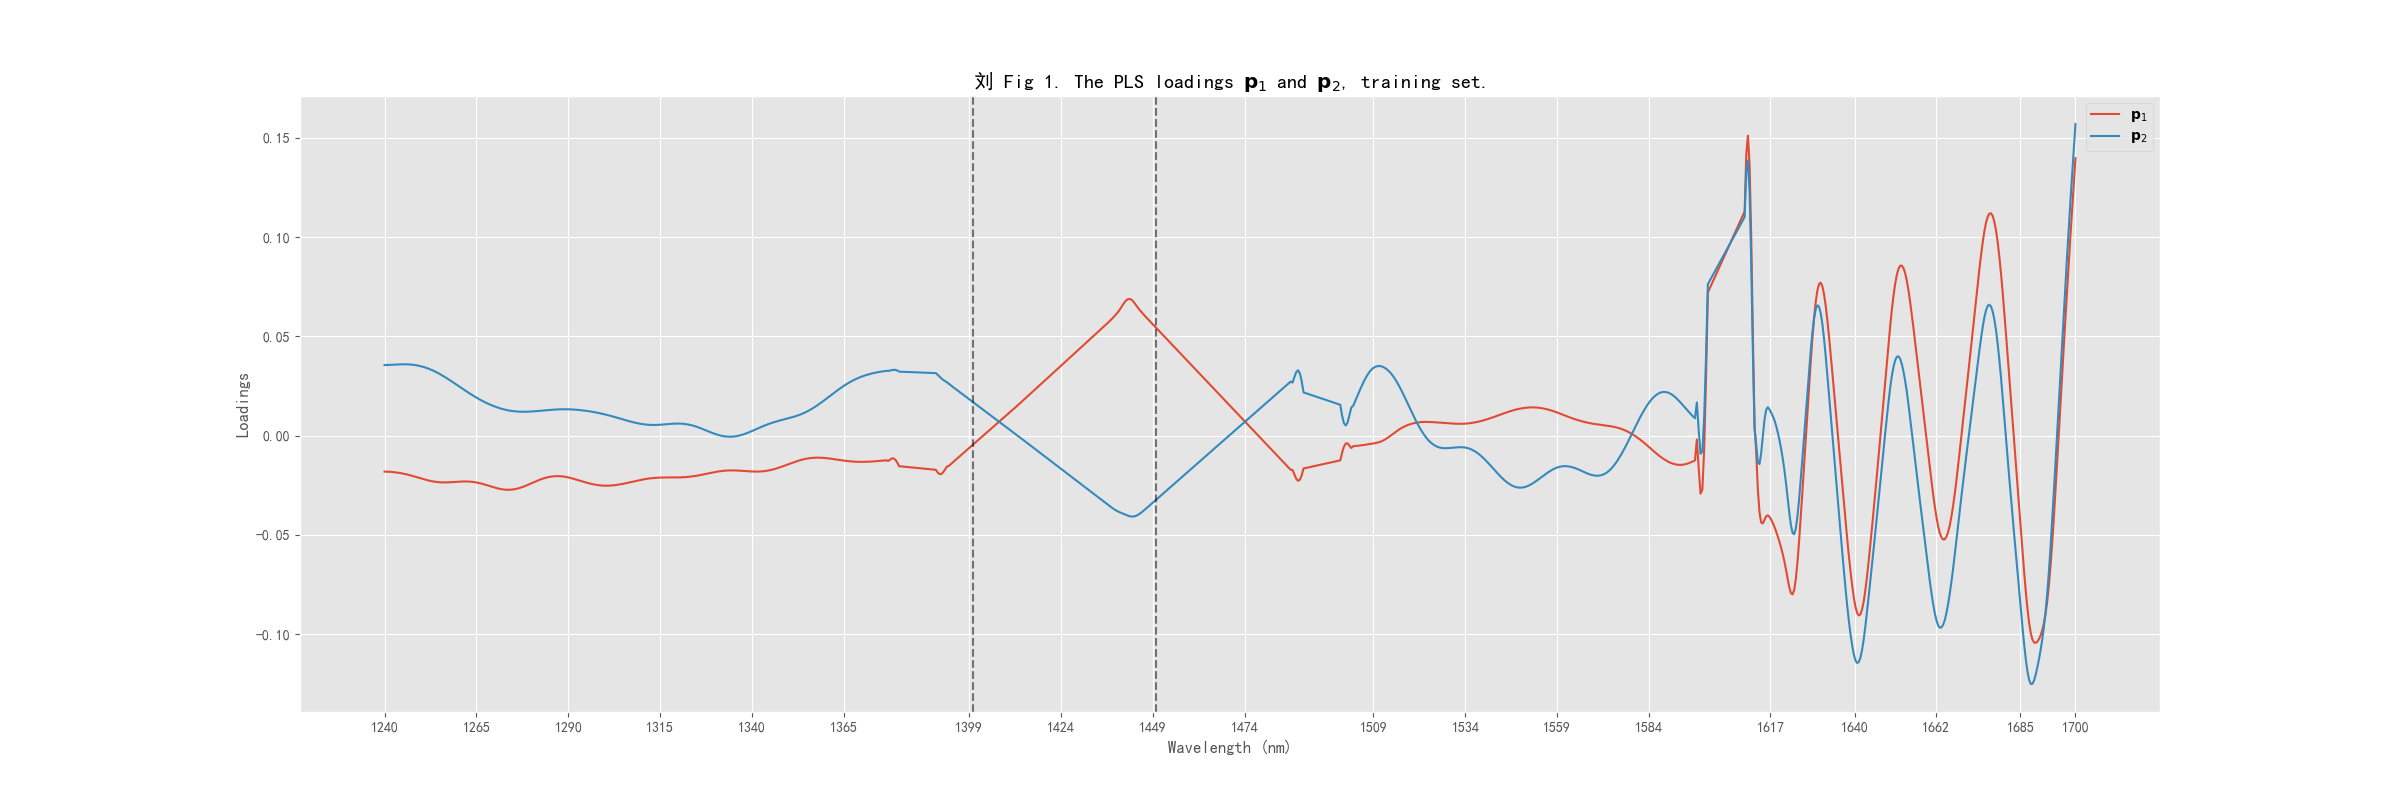 刘 Fig 1. The PLS loadings p₁ and p₂, training set.
p₁
p₂
0.15
0.10
0.05
0.00
−0.05
−0.10
Loadings
1240 1265 1290 1315 1340 1365 1399 1424 1449 1474 1509 1534 1559 1584 1617 1640 1662 1685 1700
Wavelength (nm)